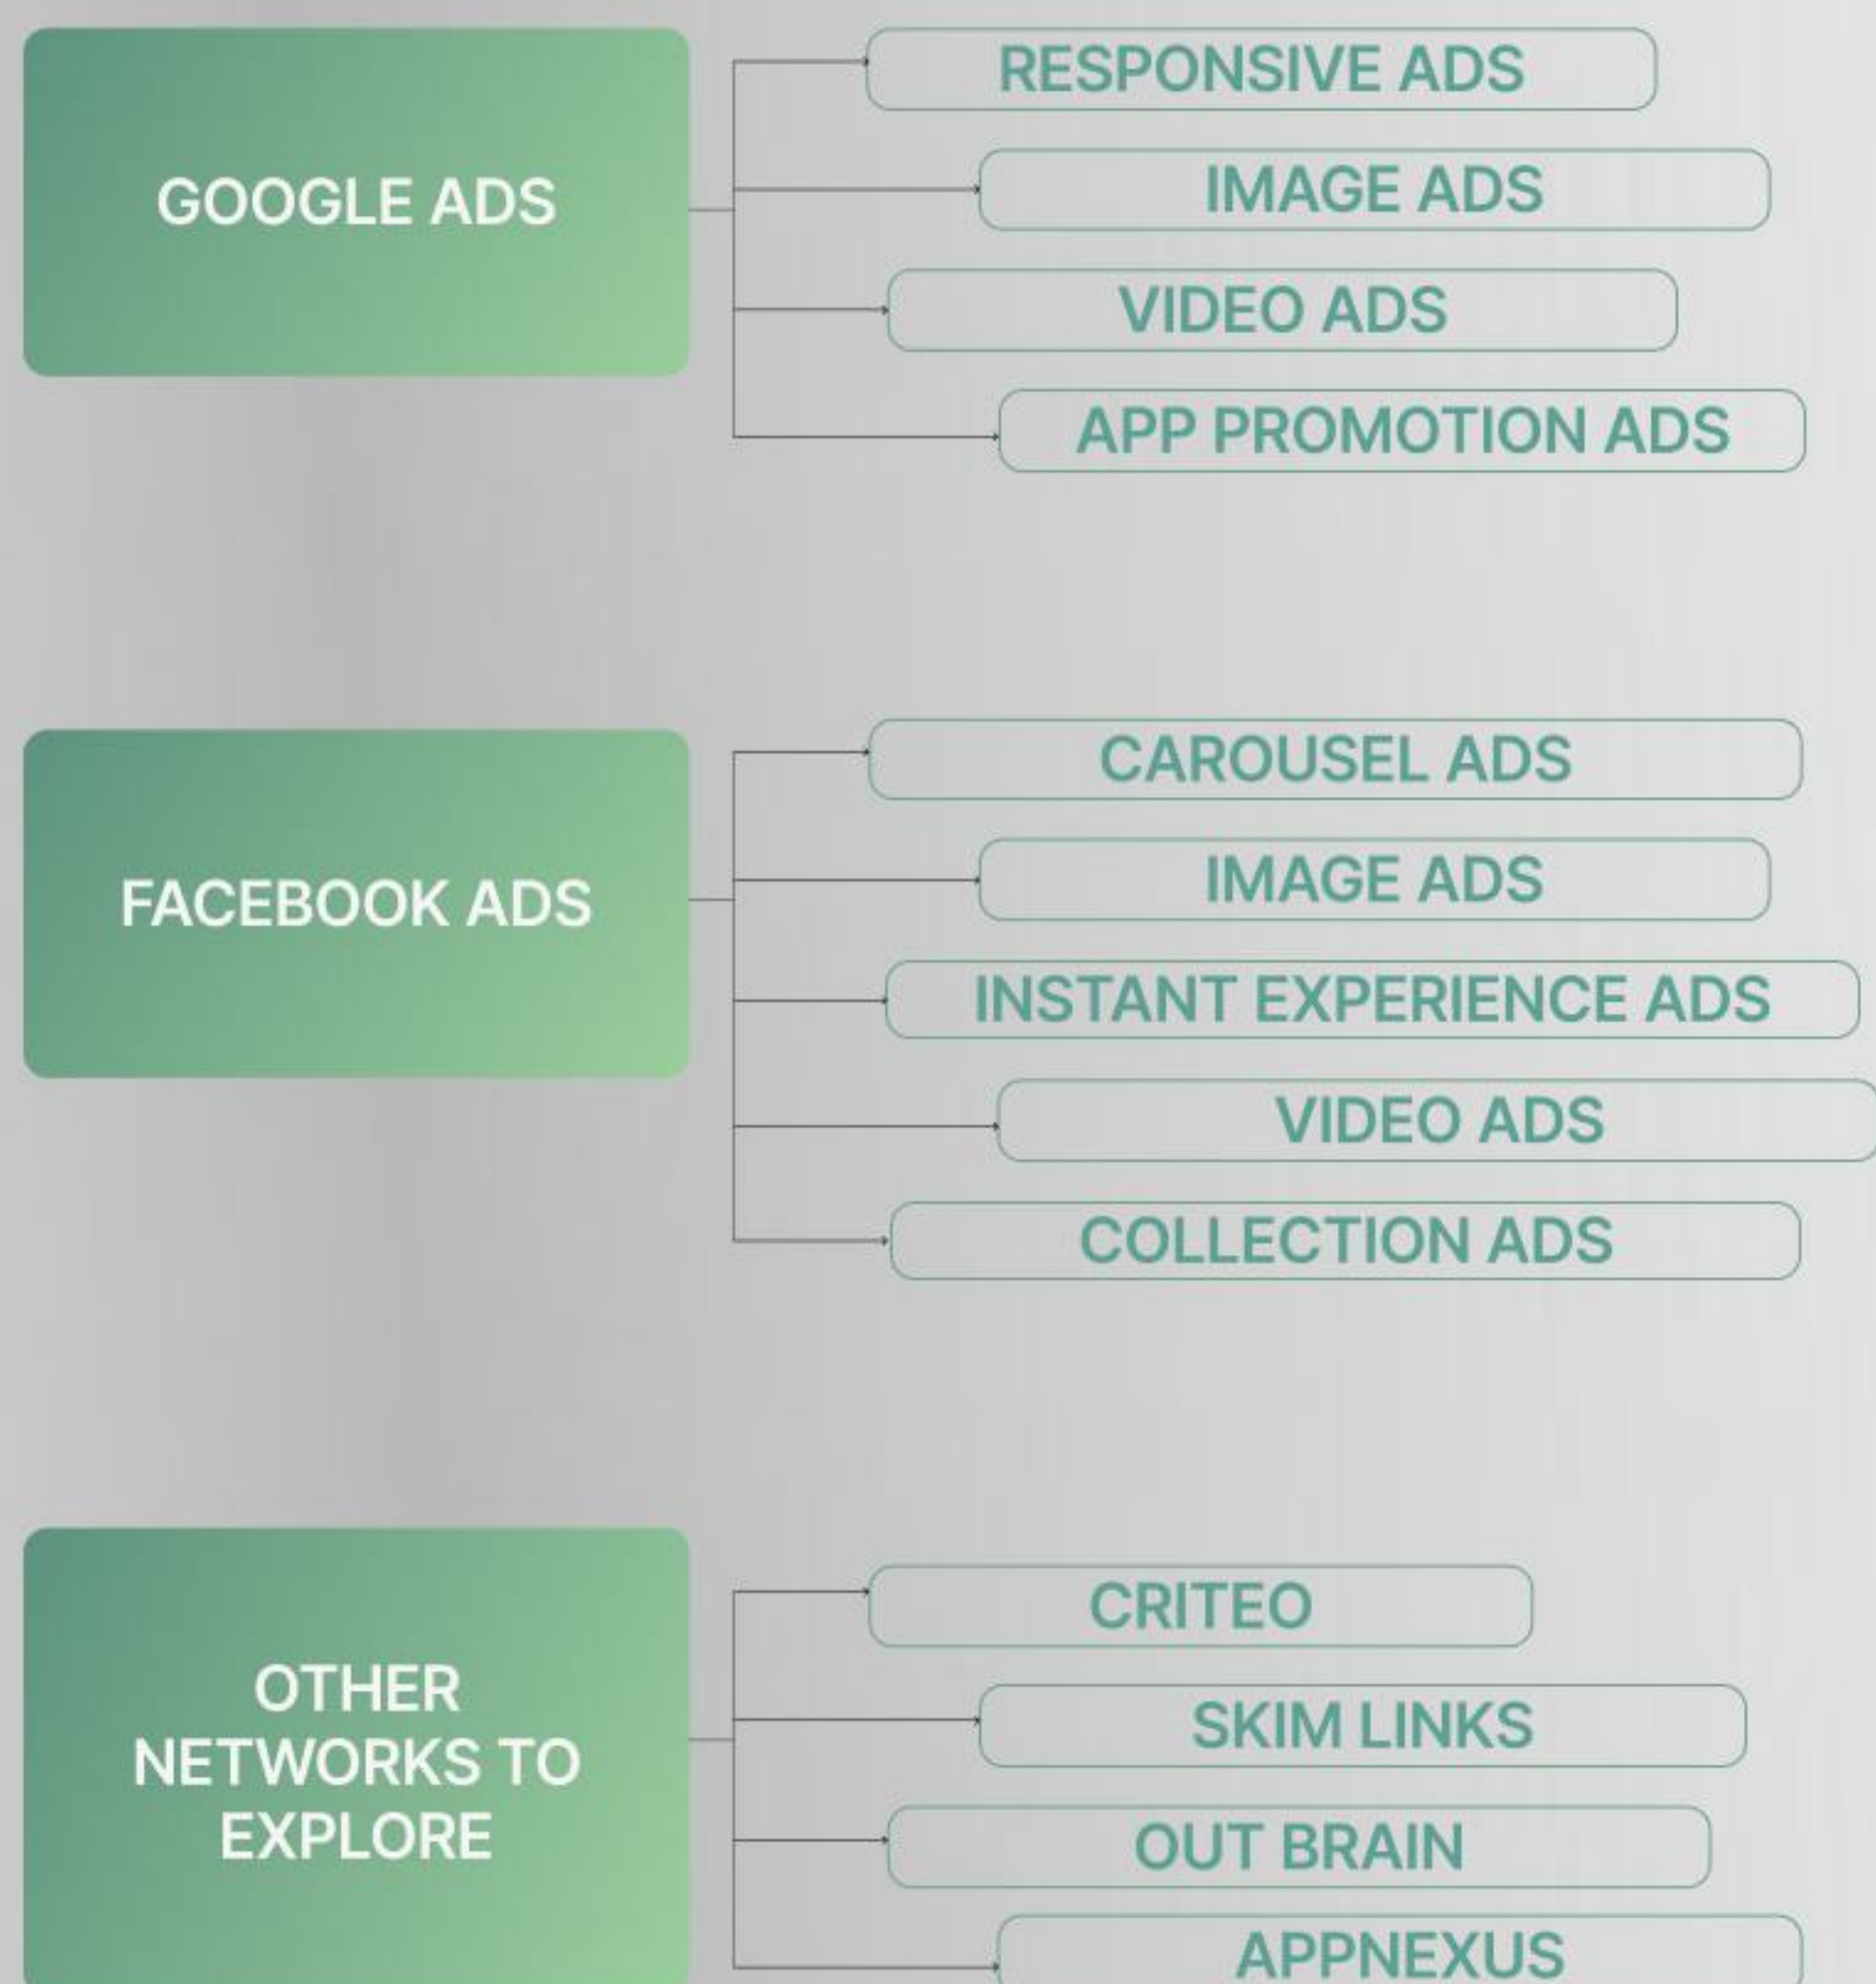 GOOGLE ADS
RESPONSIVE ADS
IMAGE ADS
VIDEO ADS
APP PROMOTION ADS
FACEBOOK ADS
CAROUSEL ADS
IMAGE ADS
INSTANT EXPERIENCE ADS
VIDEO ADS
COLLECTION ADS
OTHER
NETWORKS TO
EXPLORE
CRITEO
SKIM LINKS
OUT BRAIN
APPNEXUS